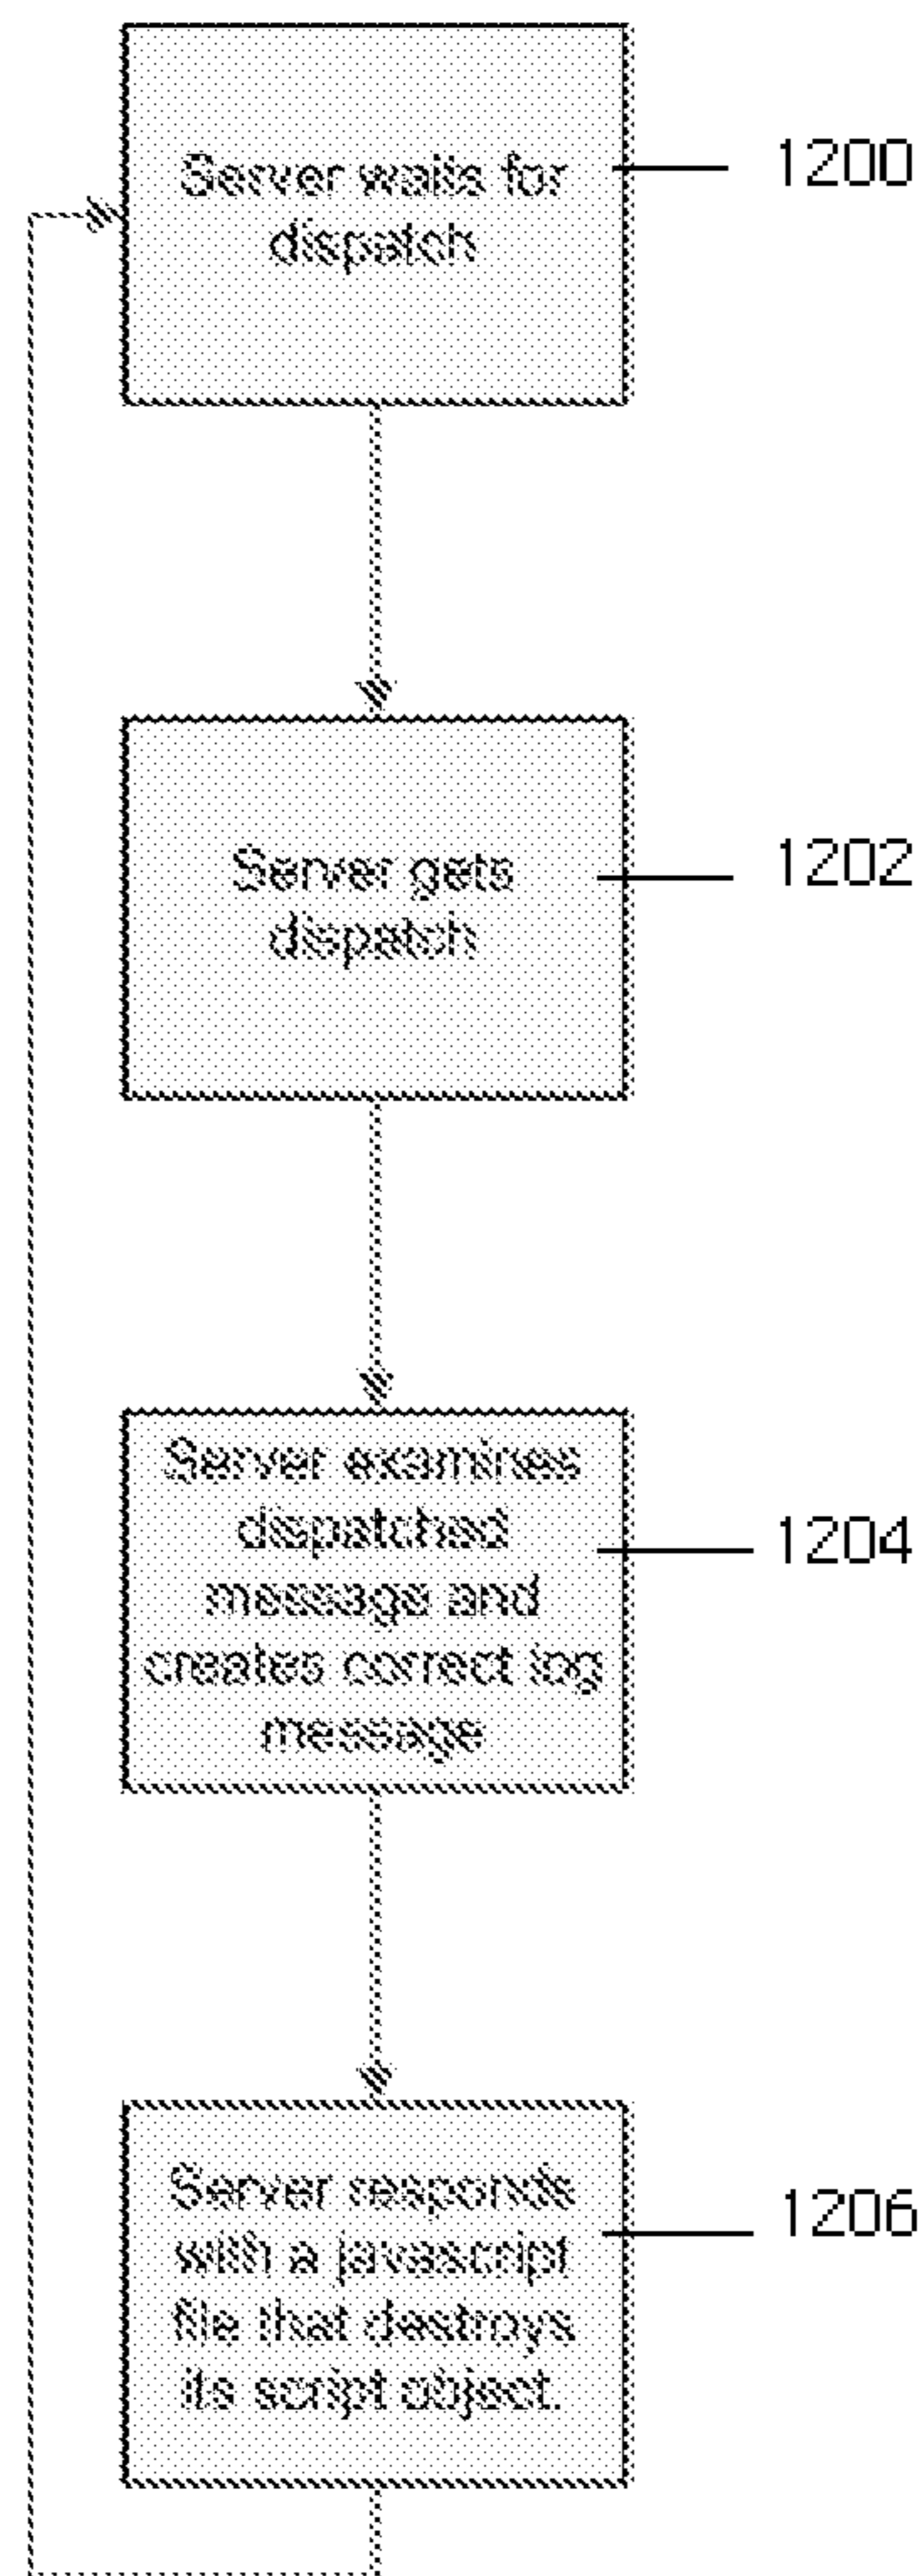 Server waits for
dispatch
1200
Server gets
dispatch
1202
Server examines
dispatched
message and
creates correct log
message
1204
Server responds
with a javascript
file that destroys
its script object.
1206